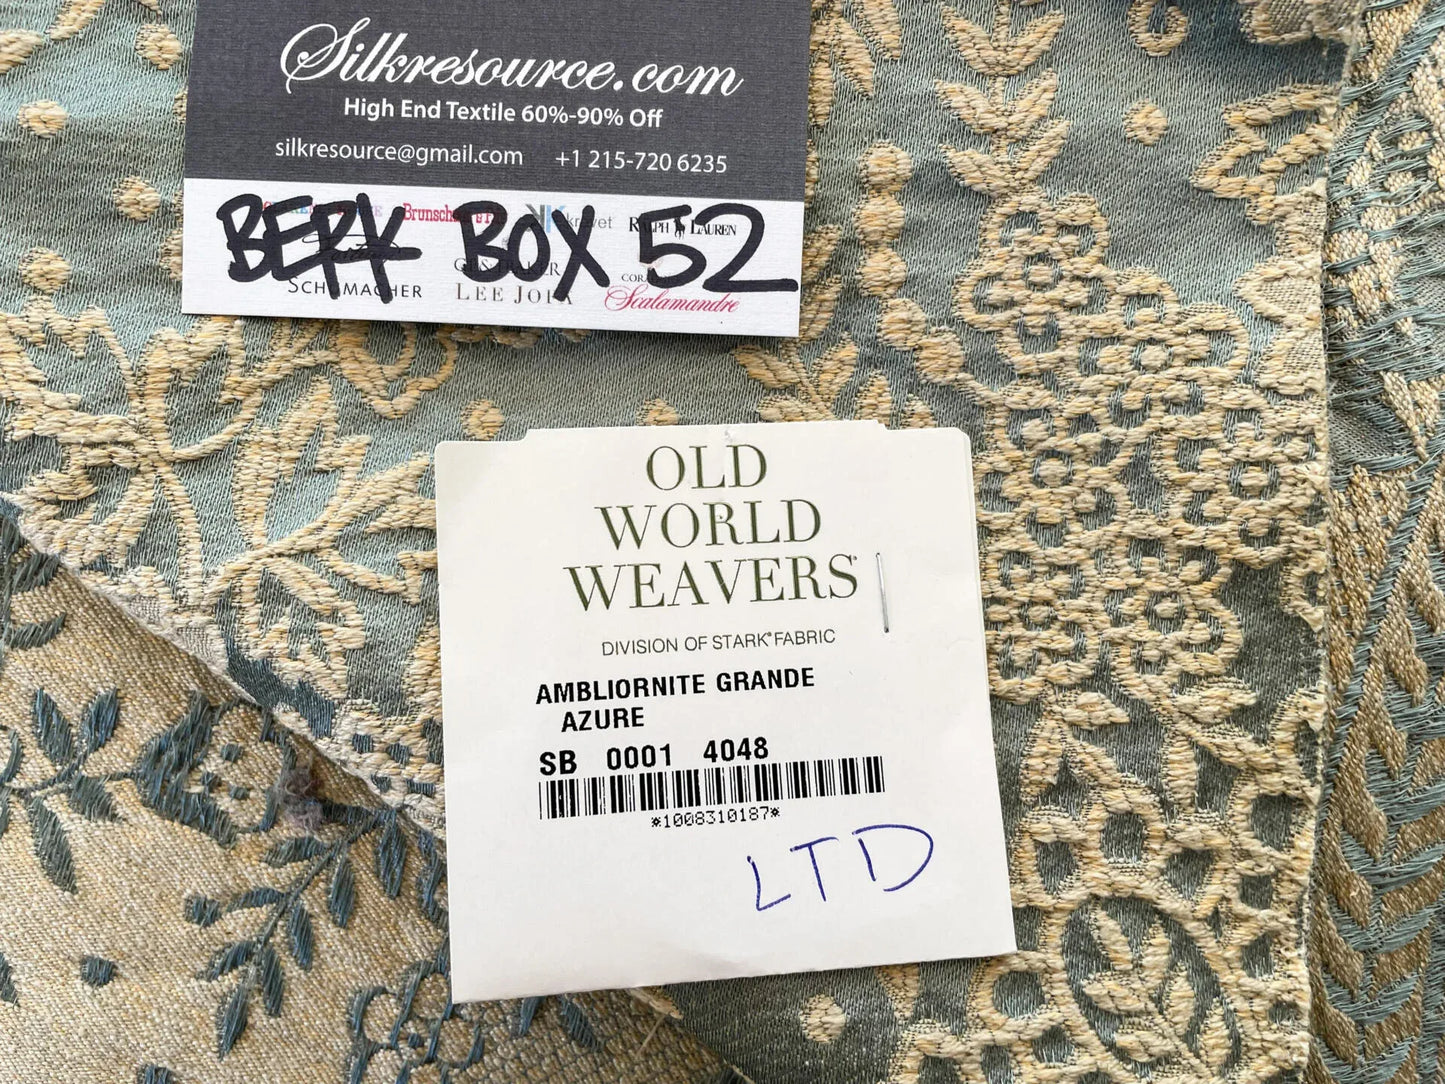 Silkresource.com
High End Textile 60%-90% Off
silkresource@gmail.com +1 215-720 6235
BERK BOX 52
kravet RALPH LAUREN
SCHUMACHER LEE JOFA Scalamandre
OLD
WORLD
WEAVERS
DIVISION OF STARK® FABRIC
AMBLIORNITE GRANDE
AZURE
SB 0001 4048
*1008310187*
LTD